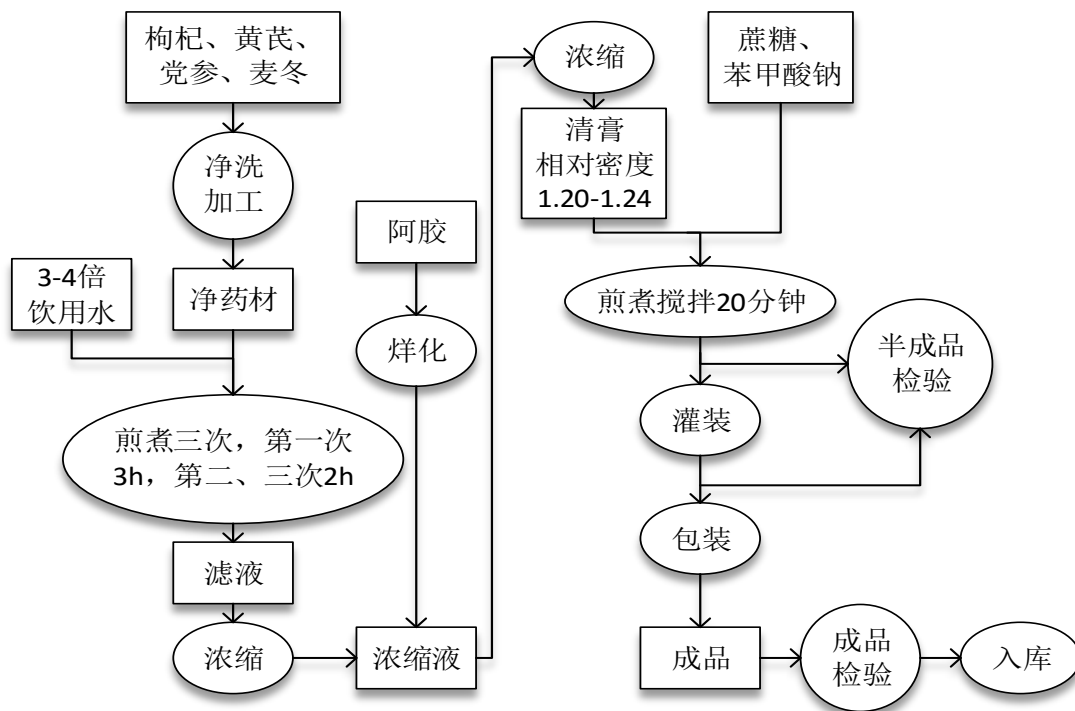 枸杞、黄芪、
党参、麦冬
净洗
加工
3-4倍
饮用水
净药材
煎煮三次，第一次
3h，第二、三次2h
滤液
浓缩
阿胶
烊化
浓缩液
浓缩
清膏
相对密度
1.20-1.24
蔗糖、
苯甲酸钠
煎煮搅拌20分钟
半成品
检验
灌装
包装
成品
成品
检验
入库